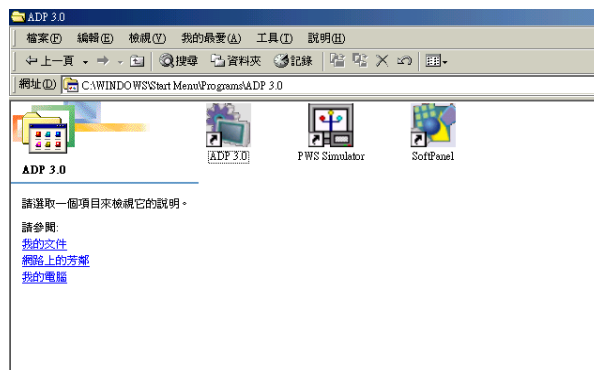 ADP 3.0
檔案(F) 編輯(E) 檢視(V) 我的最愛(A) 工具(T) 說明(H)
上一頁 搜尋 資料夾 記錄
網址(D) C:\WINDOWS\Start Menu\Programs\ADP 3.0
ADP 3.0 PWS Simulator SoftPanel
ADP 3.0
請選取一個項目來檢視它的說明。
請參閱:
我的文件
網路上的芳鄰
我的電腦